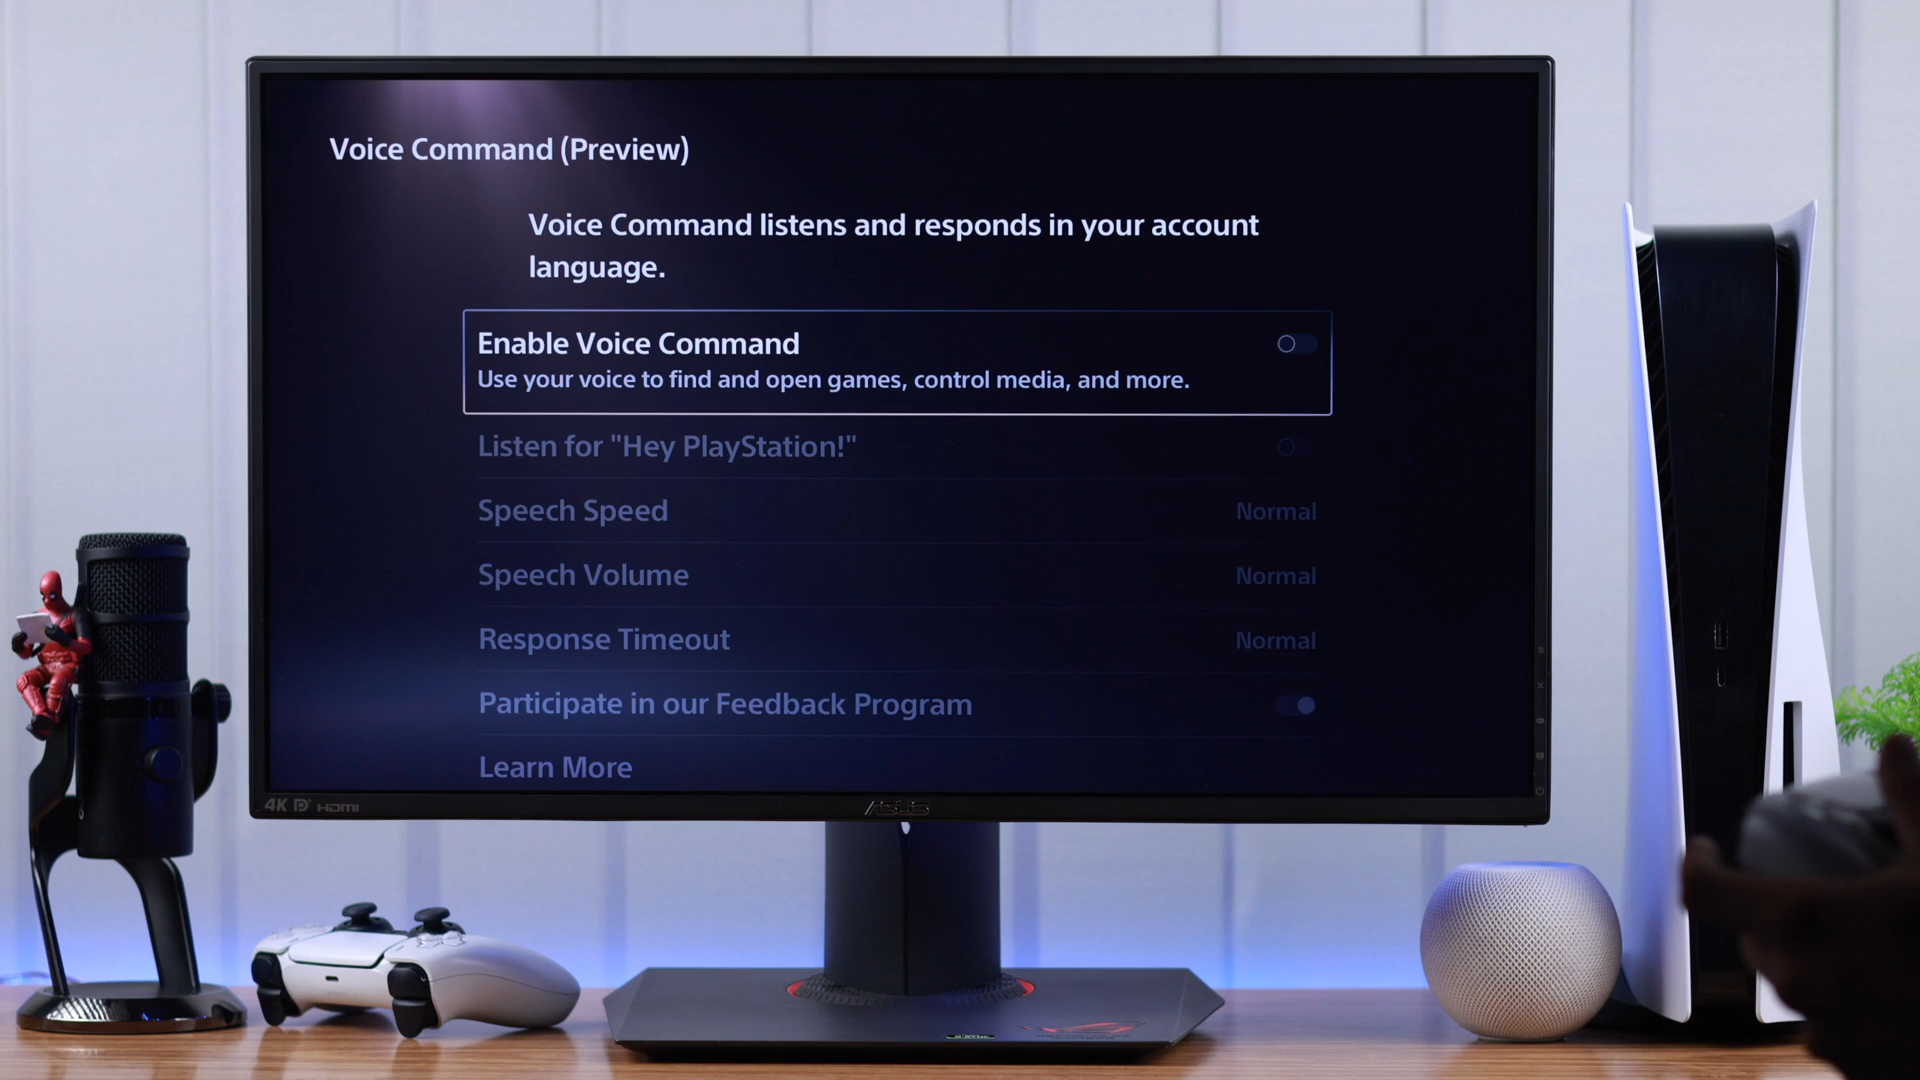 Voice Command (Preview)
Voice Command listens and responds in your account
language.
Enable Voice Command
Use your voice to find and open games, control media, and more.
Listen for "Hey PlayStation!"
Speech Speed Normal
Speech Volume Normal
Response Timeout Normal
Participate in our Feedback Program
Learn More
4K HDMI
ASUS